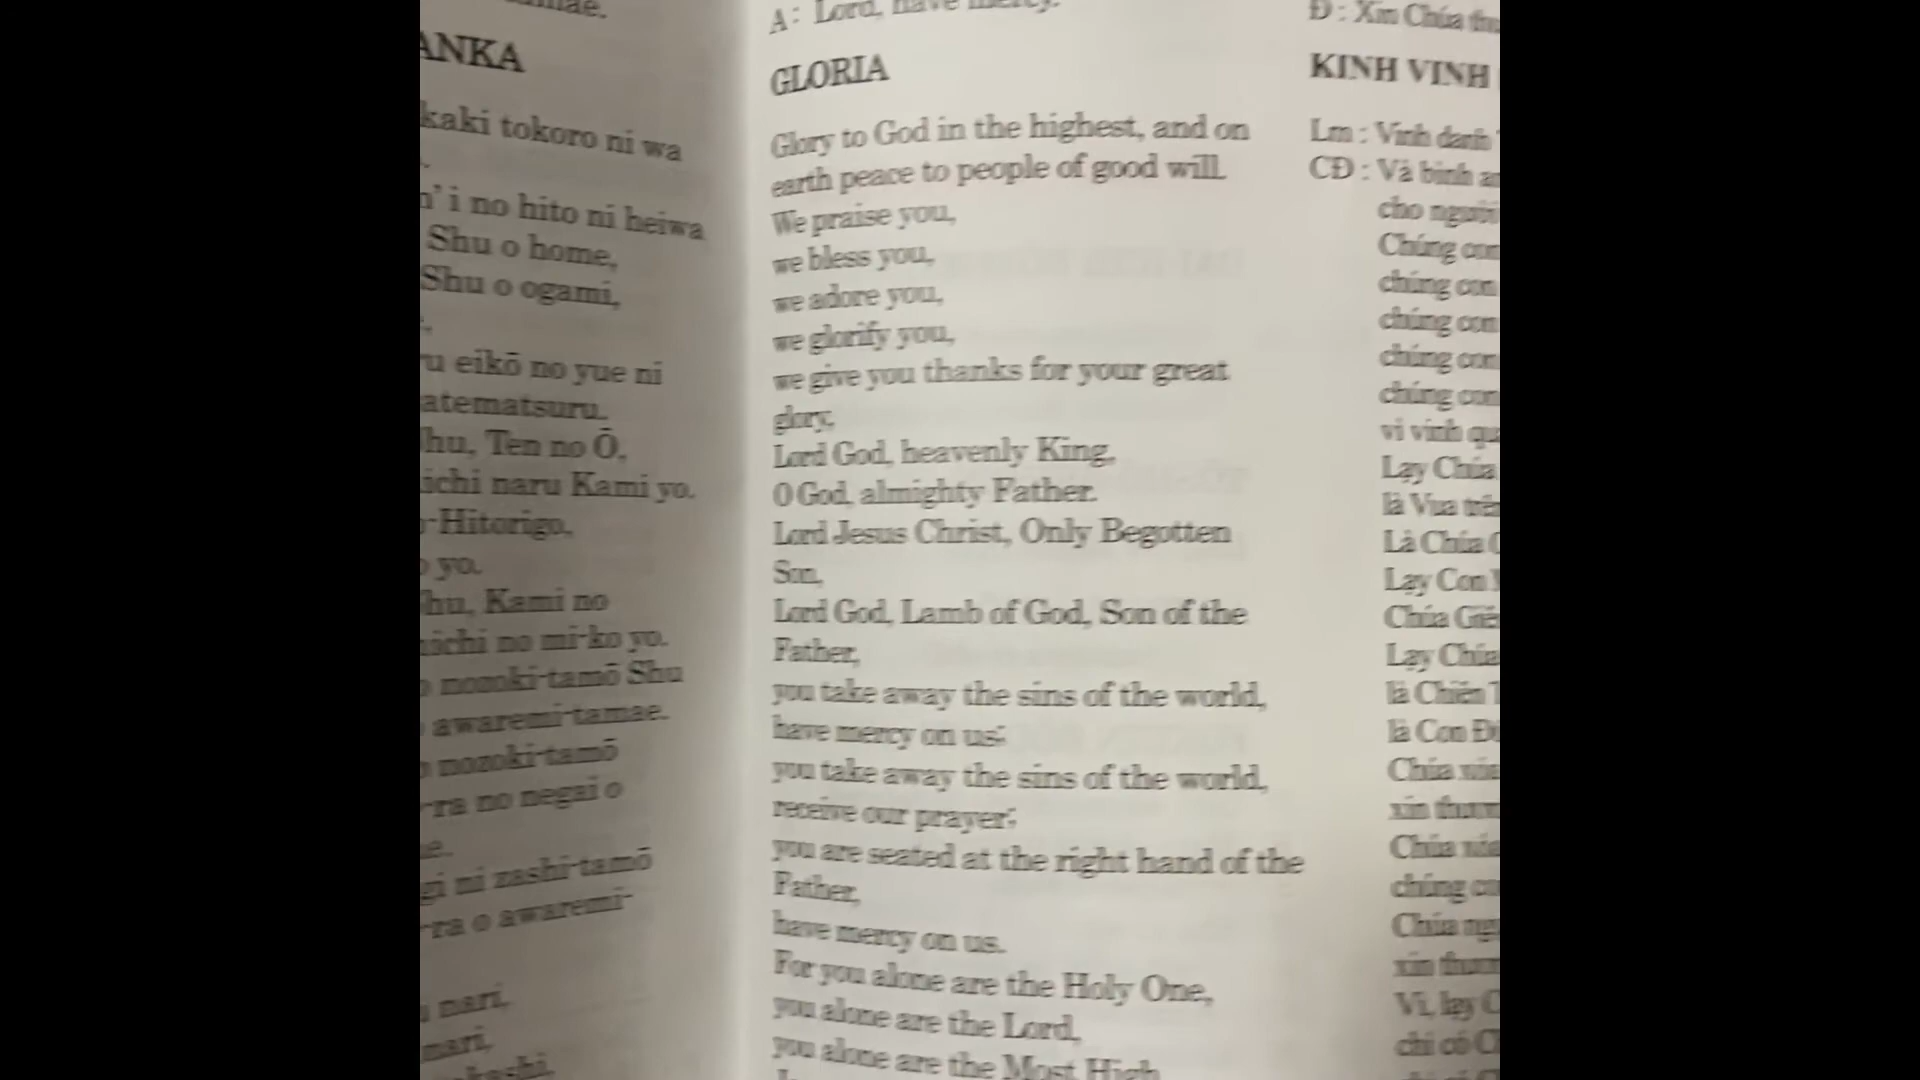 ANKA
kaki tokoro ni wa
n' i no hito ni heiwa
Shu o home,
Shu o ogami,
u eikō no yue ni
atematsuru.
hu, Ten no Ō,
ichi naru Kami yo.
Hitorigo,
yo.
hu, Kami no
ichi no mi-ko yo.
nozoki-tamō Shu
awaremi-tamae.
nozoki-tamō
-ra no negai o
e.
gi ni zashi-tamō
-ra o awaremi-
nari,
nari,
A : Lord, have mercy.
GLORIA
Glory to God in the highest, and on
earth peace to people of good will.
We praise you,
we bless you,
we adore you,
we glorify you,
we give you thanks for your great
glory,
Lord God, heavenly King,
O God, almighty Father.
Lord Jesus Christ, Only Begotten
Son,
Lord God, Lamb of God, Son of the
Father,
you take away the sins of the world,
have mercy on us;
you take away the sins of the world,
receive our prayer;
you are seated at the right hand of the
Father,
have mercy on us.
For you alone are the Holy One,
you alone are the Lord,
you alone are the Most High
Đ : Xin Chúa thư
KINH VINH
Lm : Vinh danh
CĐ : Và bình an
cho người
Chúng con
chúng con
chúng con
chúng con
chúng con
vì vinh qu
Lạy Chúa
là Vua trên
Là Chúa
Lạy Con
Chúa Giê
Lạy Chúa
là Chiên
là Con Đ
Chúa xóa
xin thươ
Chúa xóa
chúng co
Chúa ng
xin thươ
Vì, lạy C
chỉ có C